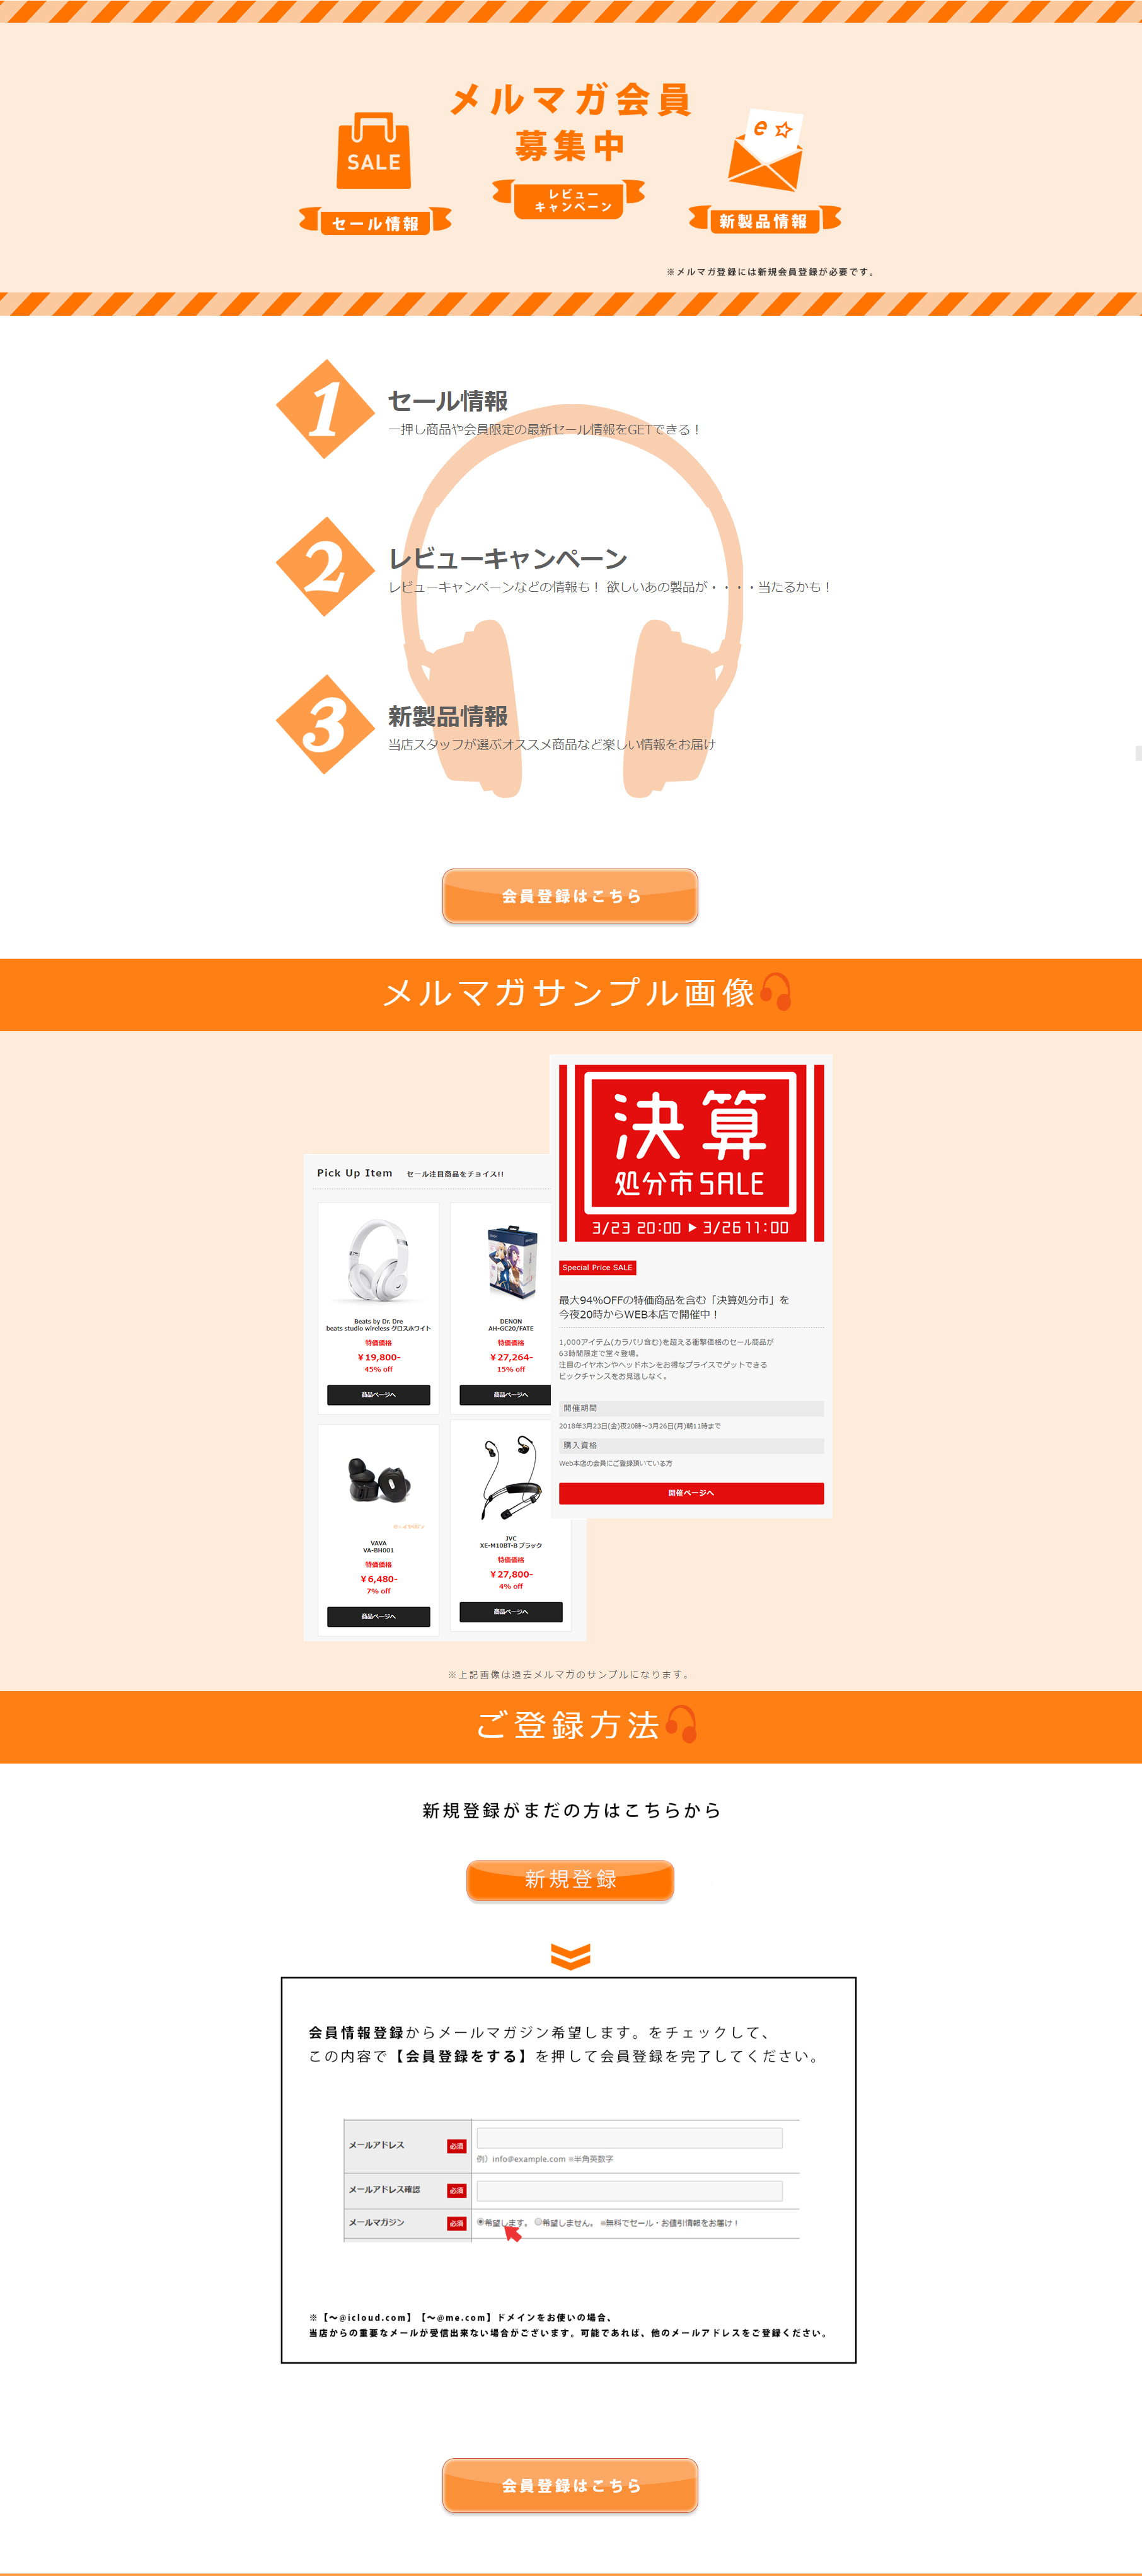 メルマガ会員
募集中
SALE
セール情報
レビュー
キャンペーン
e☆
新製品情報
※メルマガ登録には新規会員登録が必要です。
1
セール情報
一押し商品や会員限定の最新セール情報をGETできる！
2
レビューキャンペーン
レビューキャンペーンなどの情報も！ 欲しいあの製品が・・・・当たるかも！
3
新製品情報
当店スタッフが選ぶオススメ商品など楽しい情報をお届け
会員登録はこちら
メルマガサンプル画像
Pick Up Item セール注目商品をチョイス!!
Beats by Dr. Dre
beats studio wireless グロスホワイト
特価価格
￥19,800-
45% off
商品ページへ
DENON
AH-GC20/FATE
特価価格
￥27,264-
15% off
商品ページへ
VAVA
VA-BH001
特価価格
￥6,480-
7% off
商品ページへ
JVC
XE-M10BT-B ブラック
特価価格
￥27,800-
4% off
商品ページへ
決算
処分市SALE
3/23 20:00 ▶ 3/26 11:00
Special Price SALE
最大94%OFFの特価商品を含む「決算処分市」を
今夜20時からWEB本店で開催中！
1,000アイテム(カラバリ含む)を超える衝撃価格のセール商品が
63時間限定で堂々登場。
注目のイヤホンやヘッドホンをお得なプライスでゲットできる
ビックチャンスをお見逃しなく。
開催期間
2018年3月23日(金)夜20時～3月26日(月)朝11時まで
購入資格
Web本店の会員にご登録頂いている方
開催ページへ
※上記画像は過去メルマガのサンプルになります。
ご登録方法
新規登録がまだの方はこちらから
新規登録
会員情報登録からメールマガジン希望します。をチェックして、
この内容で【会員登録をする】を押して会員登録を完了してください。
メールアドレス 必須
例）info@example.com ※半角英数字
メールアドレス確認 必須
メールマガジン 必須 希望します。 希望しません。 ※無料でセール・お値引情報をお届け！
※【～@icloud.com】【～@me.com】ドメインをお使いの場合、
当店からの重要なメールが受信出来ない場合がございます。可能であれば、他のメールアドレスをご登録ください。
会員登録はこちら